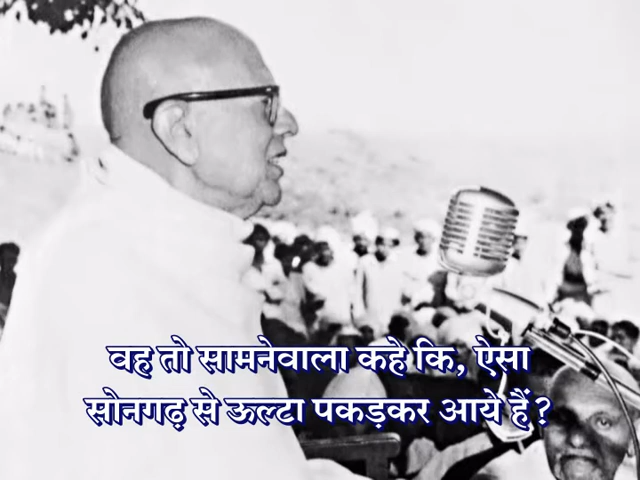 वह तो सामनेवाला कहे कि, ऐसा
सोनगढ़ से ऊल्टा पकड़कर आये हैं?